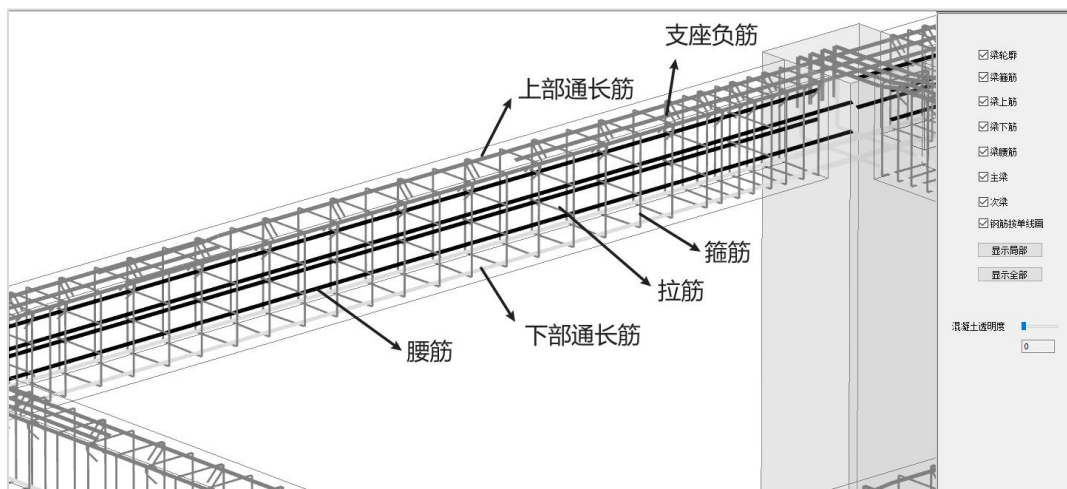 支座负筋
上部通长筋
箍筋
拉筋
下部通长筋
腰筋
梁轮廓
梁箍筋
梁上筋
梁下筋
梁腰筋
主梁
次梁
钢筋按单线画
显示局部
显示全部
混凝土透明度
0